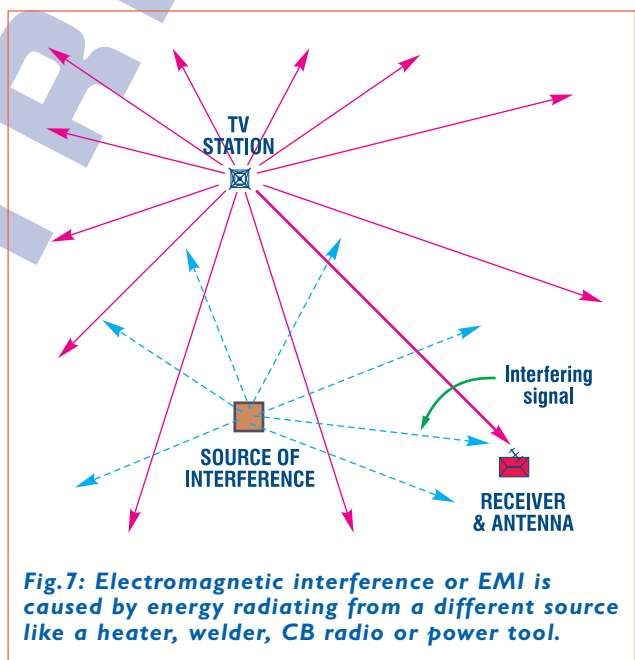 TV
STATION
Interfering
signal
SOURCE OF
INTERFERENCE
RECEIVER
& ANTENNA
Fig.7: Electromagnetic interference or EMI is
caused by energy radiating from a different source
like a heater, welder, CB radio or power tool.